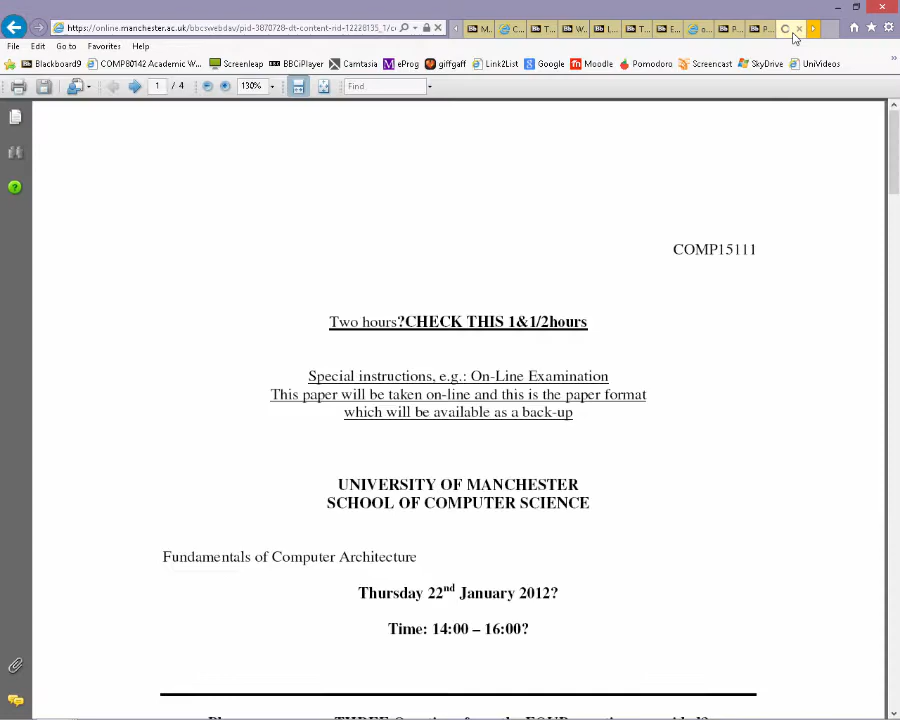 https://online.manchester.ac.uk/bbcswebdav/pid-3870728-dt-content-rid-12228135_1/c
M... C... T... W... T... E... P... P...
File Edit Go to Favorites Help
Blackboard9 COMP80142 Academic W... Screenleap BBCiPlayer Camtasia eProg giffgaff Link2List Google Moodle Pomodoro Screencast SkyDrive UniVideos
1 / 4 130% Find
COMP15111
Two hours?CHECK THIS 1&1/2hours
Special instructions, e.g.: On-Line Examination
This paper will be taken on-line and this is the paper format
which will be available as a back-up
UNIVERSITY OF MANCHESTER
SCHOOL OF COMPUTER SCIENCE
Fundamentals of Computer Architecture
Thursday 22nd January 2012?
Time: 14:00 – 16:00?